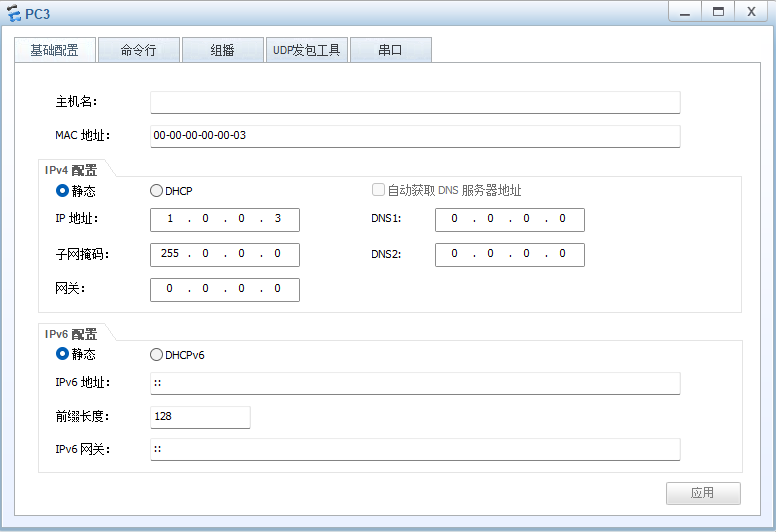 PC3
基础配置 命令行 组播 UDP发包工具 串口
主机名:
MAC 地址: 00-00-00-00-00-03
IPv4 配置
静态 DHCP 自动获取 DNS 服务器地址
IP 地址: 1 . 0 . 0 . 3 DNS1: 0 . 0 . 0 . 0
子网掩码: 255 . 0 . 0 . 0 DNS2: 0 . 0 . 0 . 0
网关: 0 . 0 . 0 . 0
IPv6 配置
静态 DHCPv6
IPv6 地址: ::
前缀长度: 128
IPv6 网关: ::
应用